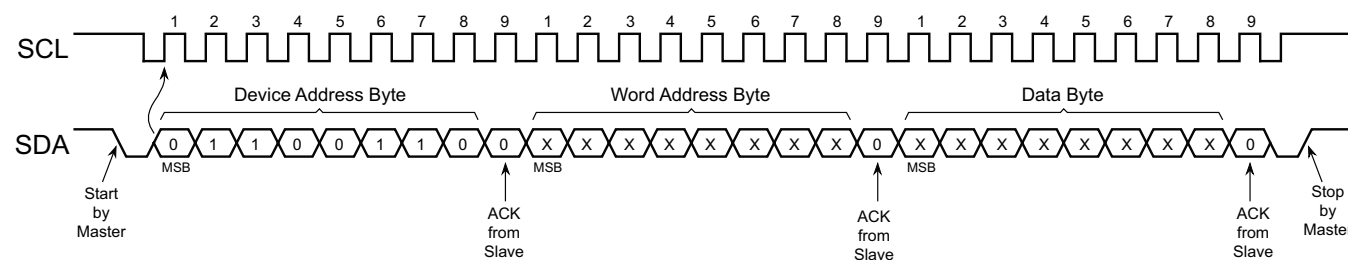 1 2 3 4 5 6 7 8 9 1 2 3 4 5 6 7 8 9 1 2 3 4 5 6 7 8 9
SCL
Device Address Byte Word Address Byte Data Byte
SDA 0 1 1 0 0 1 1 0 0 X X X X X X X X 0 X X X X X X X X 0
MSB MSB MSB
Start
by
Master
ACK
from
Slave
ACK
from
Slave
ACK
from
Slave
Stop
by
Master